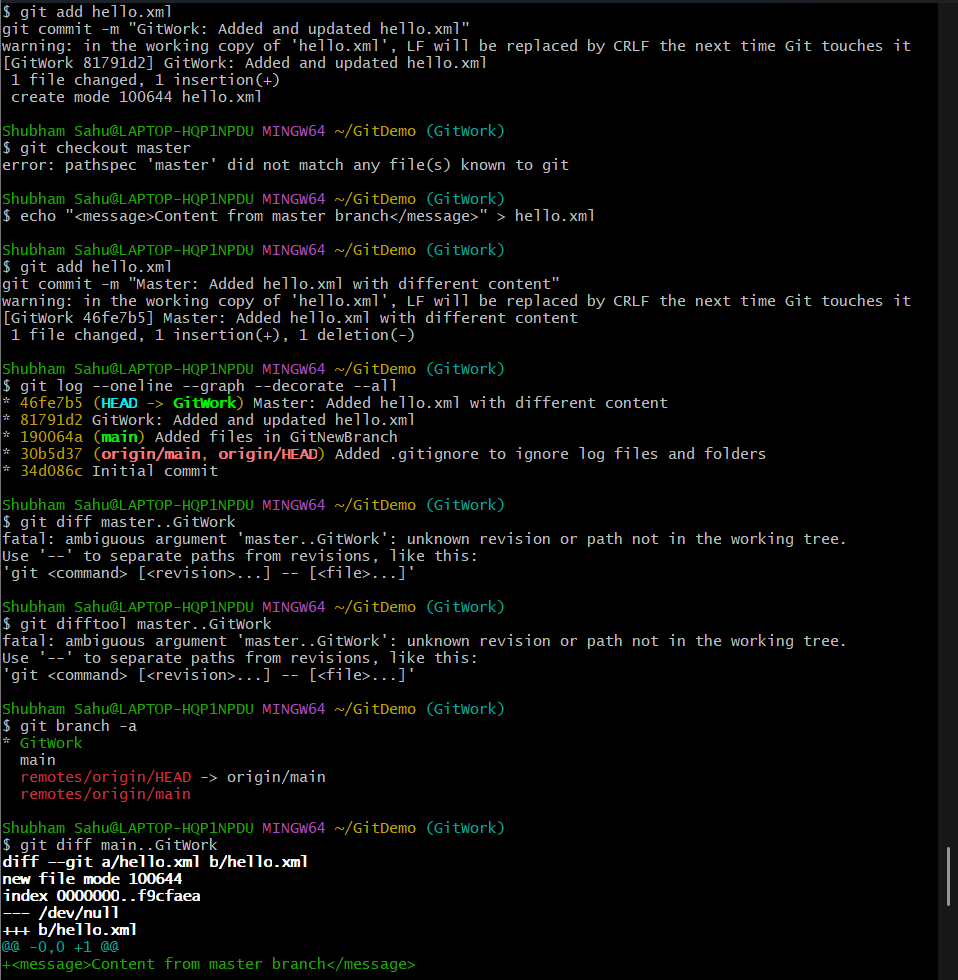 $ git add hello.xml
git commit -m "GitWork: Added and updated hello.xml"
warning: in the working copy of 'hello.xml', LF will be replaced by CRLF the next time Git touches it
[GitWork 81791d2] GitWork: Added and updated hello.xml
 1 file changed, 1 insertion(+)
 create mode 100644 hello.xml
Shubham Sahu@LAPTOP-HQP1NPDU MINGW64 ~/GitDemo (GitWork)
$ git checkout master
error: pathspec 'master' did not match any file(s) known to git
Shubham Sahu@LAPTOP-HQP1NPDU MINGW64 ~/GitDemo (GitWork)
$ echo "<message>Content from master branch</message>" > hello.xml
Shubham Sahu@LAPTOP-HQP1NPDU MINGW64 ~/GitDemo (GitWork)
$ git add hello.xml
git commit -m "Master: Added hello.xml with different content"
warning: in the working copy of 'hello.xml', LF will be replaced by CRLF the next time Git touches it
[GitWork 46fe7b5] Master: Added hello.xml with different content
 1 file changed, 1 insertion(+), 1 deletion(-)
Shubham Sahu@LAPTOP-HQP1NPDU MINGW64 ~/GitDemo (GitWork)
$ git log --oneline --graph --decorate --all
* 46fe7b5 (HEAD -> GitWork) Master: Added hello.xml with different content
* 81791d2 GitWork: Added and updated hello.xml
* 190064a (main) Added files in GitNewBranch
* 30b5d37 (origin/main, origin/HEAD) Added .gitignore to ignore log files and folders
* 34d086c Initial commit
Shubham Sahu@LAPTOP-HQP1NPDU MINGW64 ~/GitDemo (GitWork)
$ git diff master..GitWork
fatal: ambiguous argument 'master..GitWork': unknown revision or path not in the working tree.
Use '--' to separate paths from revisions, like this:
'git <command> [<revision>...] -- [<file>...]'
Shubham Sahu@LAPTOP-HQP1NPDU MINGW64 ~/GitDemo (GitWork)
$ git difftool master..GitWork
fatal: ambiguous argument 'master..GitWork': unknown revision or path not in the working tree.
Use '--' to separate paths from revisions, like this:
'git <command> [<revision>...] -- [<file>...]'
Shubham Sahu@LAPTOP-HQP1NPDU MINGW64 ~/GitDemo (GitWork)
$ git branch -a
* GitWork
  main
  remotes/origin/HEAD -> origin/main
  remotes/origin/main
Shubham Sahu@LAPTOP-HQP1NPDU MINGW64 ~/GitDemo (GitWork)
$ git diff main..GitWork
diff --git a/hello.xml b/hello.xml
new file mode 100644
index 0000000..f9cfaea
--- /dev/null
+++ b/hello.xml
@@ -0,0 +1 @@
+<message>Content from master branch</message>